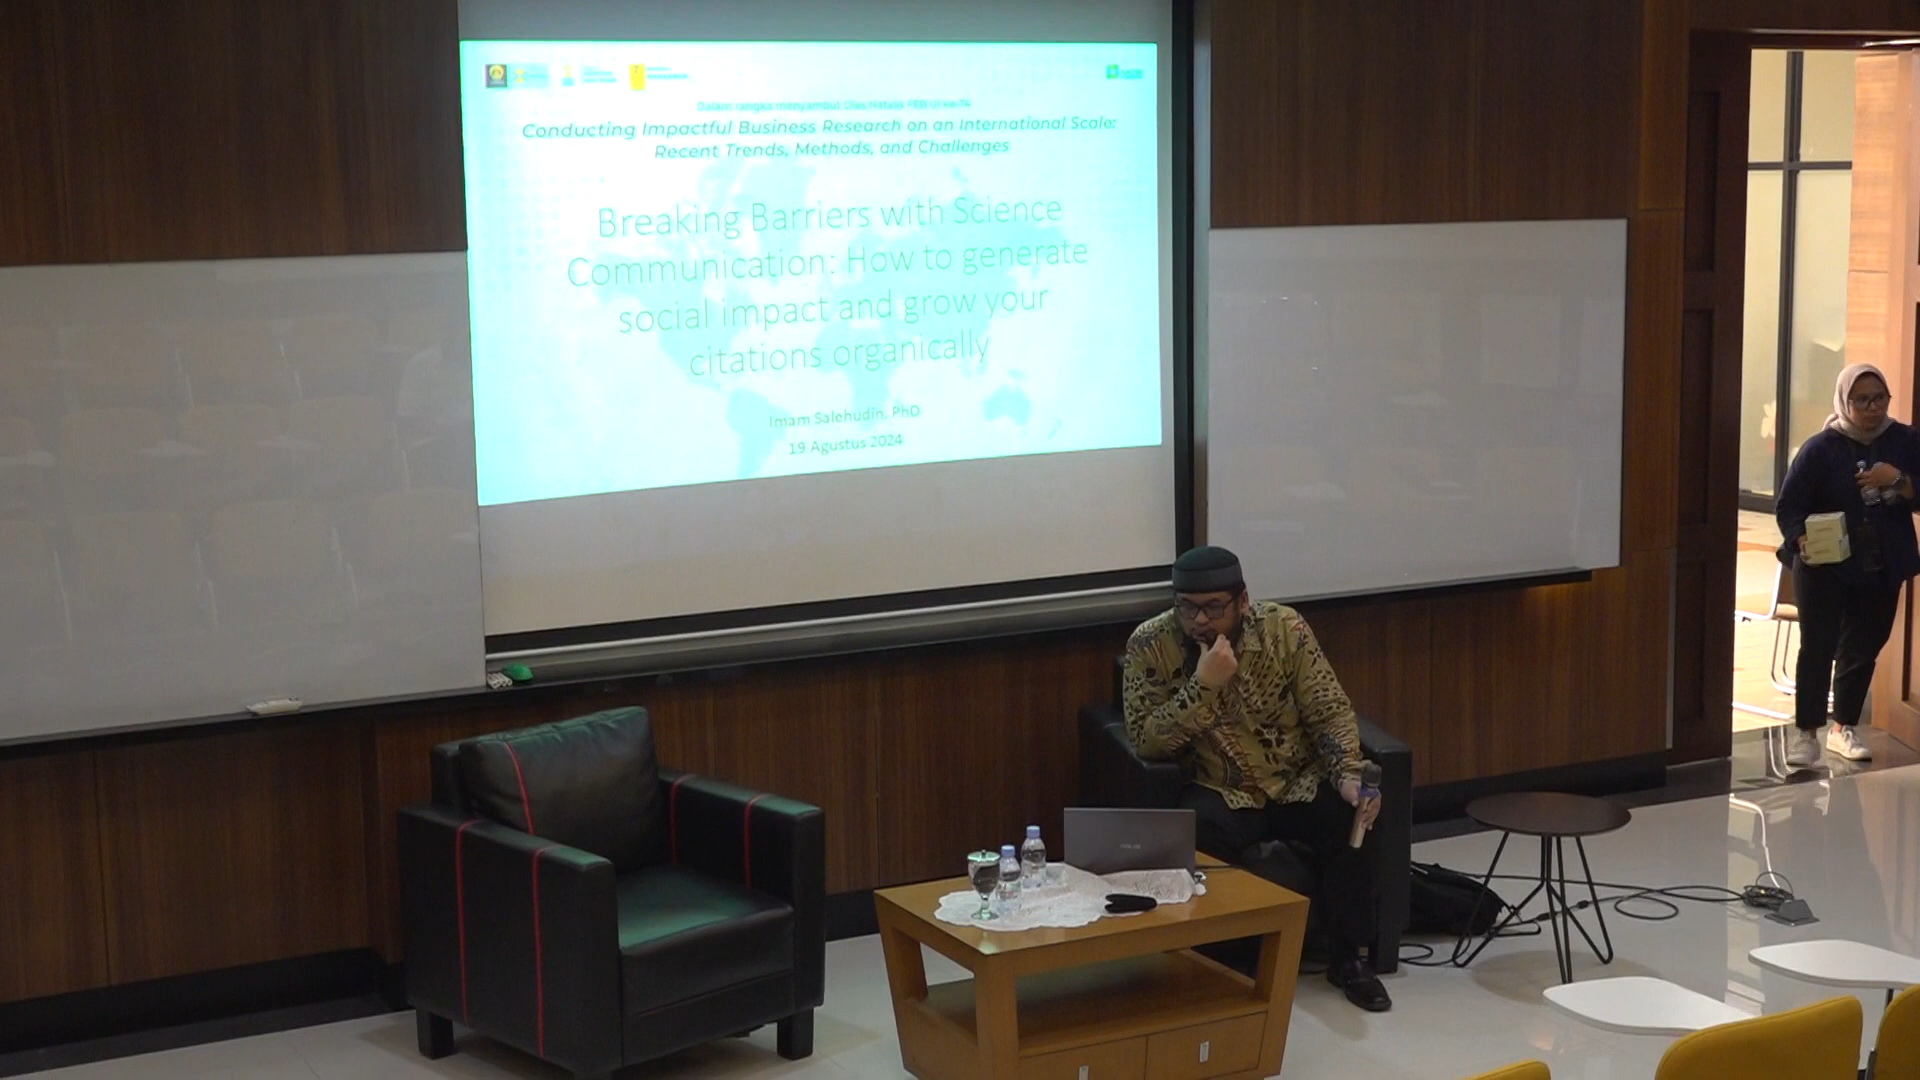 Dalam rangka menyambut Dies Natalis FEB UI ke-74
Conducting Impactful Business Research on an International Scale:
Recent Trends, Methods, and Challenges
Breaking Barriers with Science
Communication: How to generate
social impact and grow your
citations organically
Imam Salehudin, PhD
19 Agustus 2024